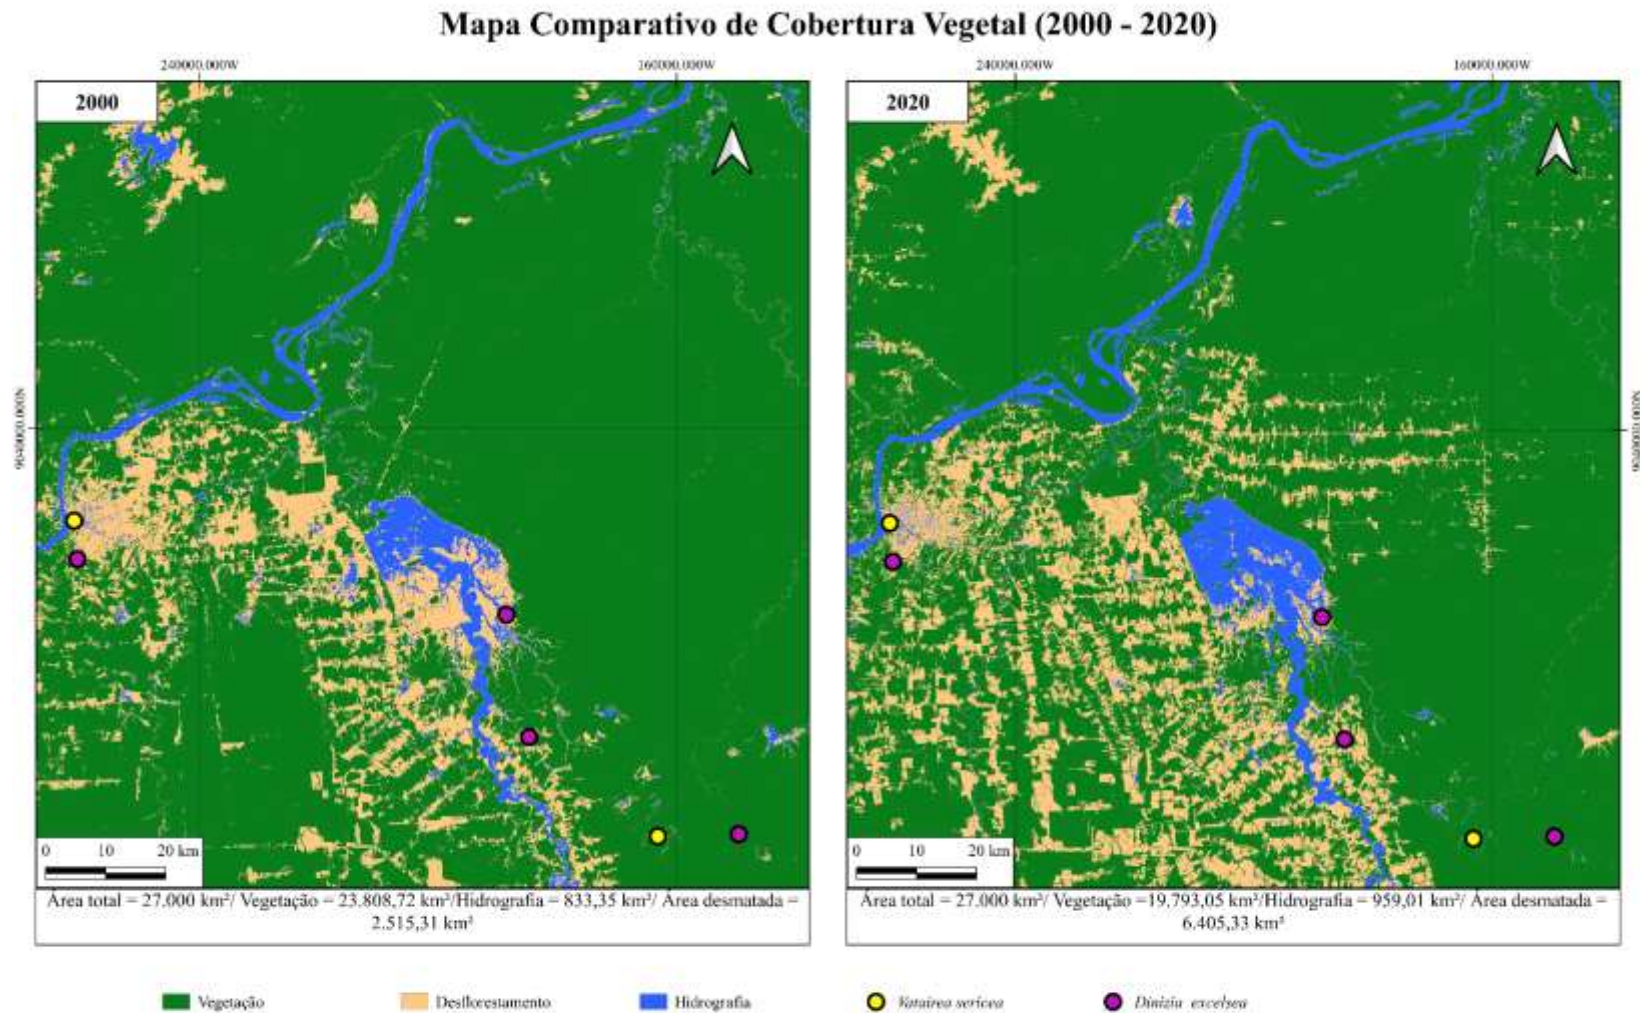 Mapa Comparativo de Cobertura Vegetal (2000 - 2020)
240000.000W 160000.000W 240000.000W 160000.000W
2000
2020
9040000.000N
0 10 20 km
0 10 20 km
Área total = 27.000 km²/ Vegetação = 23.808,72 km²/Hidrografia = 833,35 km²/ Área desmatada =
2.515,31 km²
Área total = 27.000 km²/ Vegetação =19.793,05 km²/Hidrografia = 959,01 km²/ Área desmatada =
6.405,33 km²
Vegetação Desflorestamento Hidrografia Vatairea sericea Dinizia excelsea